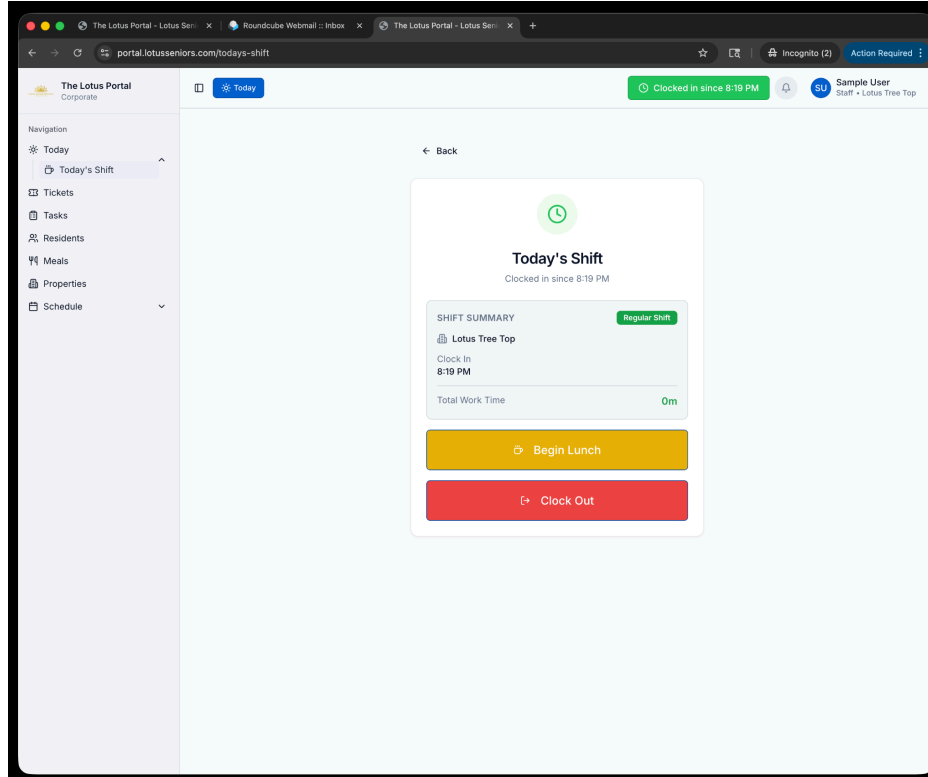 The Lotus Portal - Lotus Seni
Roundcube Webmail :: Inbox
The Lotus Portal - Lotus Seni
portal.lotusseniors.com/todays-shift
Incognito (2)
Action Required
The Lotus Portal
Corporate
Today
Clocked in since 8:19 PM
SU
Sample User
Staff • Lotus Tree Top
Navigation
Today
Today's Shift
Tickets
Tasks
Residents
Meals
Properties
Schedule
Back
Today's Shift
Clocked in since 8:19 PM
SHIFT SUMMARY
Regular Shift
Lotus Tree Top
Clock In
8:19 PM
Total Work Time
0m
Begin Lunch
Clock Out